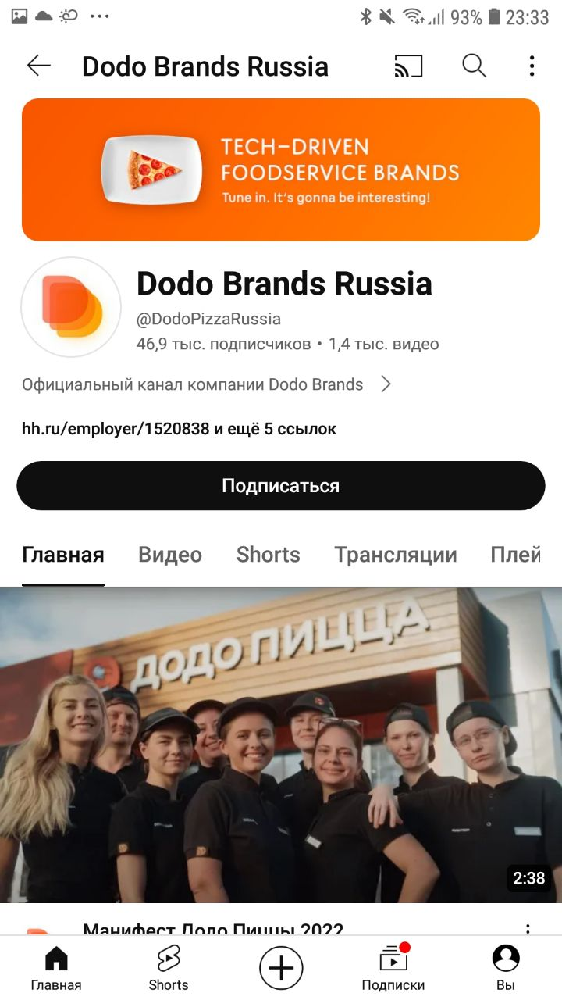 93% 23:33
Dodo Brands Russia
TECH-DRIVEN
FOODSERVICE BRANDS
Tune in. It's gonna be interesting!
Dodo Brands Russia
@DodoPizzaRussia
46,9 тыс. подписчиков • 1,4 тыс. видео
Официальный канал компании Dodo Brands
hh.ru/employer/1520838 и ещё 5 ссылок
Подписаться
Главная Видео Shorts Трансляции Плей
ДОДО ПИЦЦА
2:38
Манифест Додо Пиццы 2022
Главная Shorts Подписки Вы